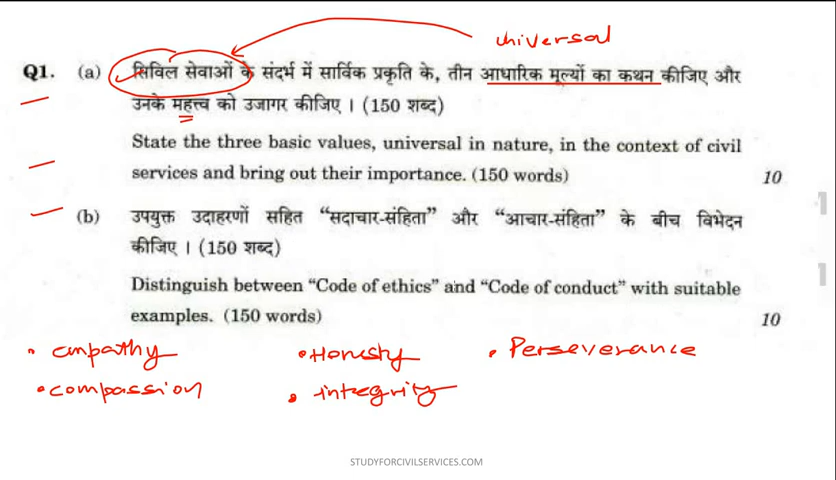 universal
Q1. (a) सिविल सेवाओं के संदर्भ में सार्विक प्रकृति के, तीन आधारिक मूल्यों का कथन कीजिए और
उनके महत्त्व को उजागर कीजिए । (150 शब्द)
State the three basic values, universal in nature, in the context of civil
services and bring out their importance. (150 words) 10
(b) उपयुक्त उदाहरणों सहित “सदाचार-संहिता” और “आचार-संहिता” के बीच विभेदन
कीजिए । (150 शब्द)
Distinguish between “Code of ethics” and “Code of conduct” with suitable
examples. (150 words) 10
• empathy • Honesty • Perseverance
• compassion • integrity
STUDYFORCIVILSERVICES.COM